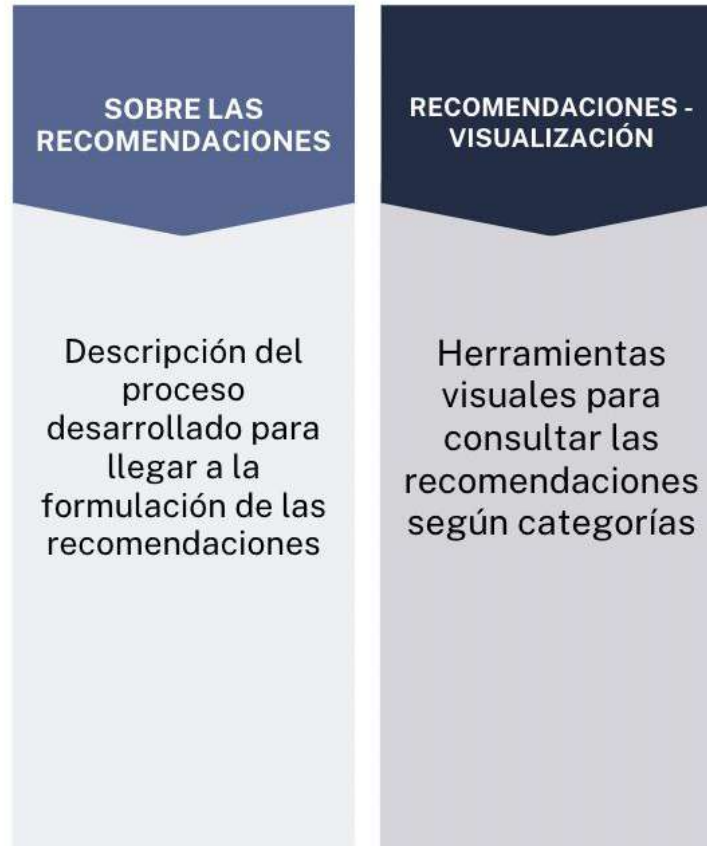 SOBRE LAS
RECOMENDACIONES
Descripción del
proceso
desarrollado para
llegar a la
formulación de las
recomendaciones
RECOMENDACIONES -
VISUALIZACIÓN
Herramientas
visuales para
consultar las
recomendaciones
según categorías